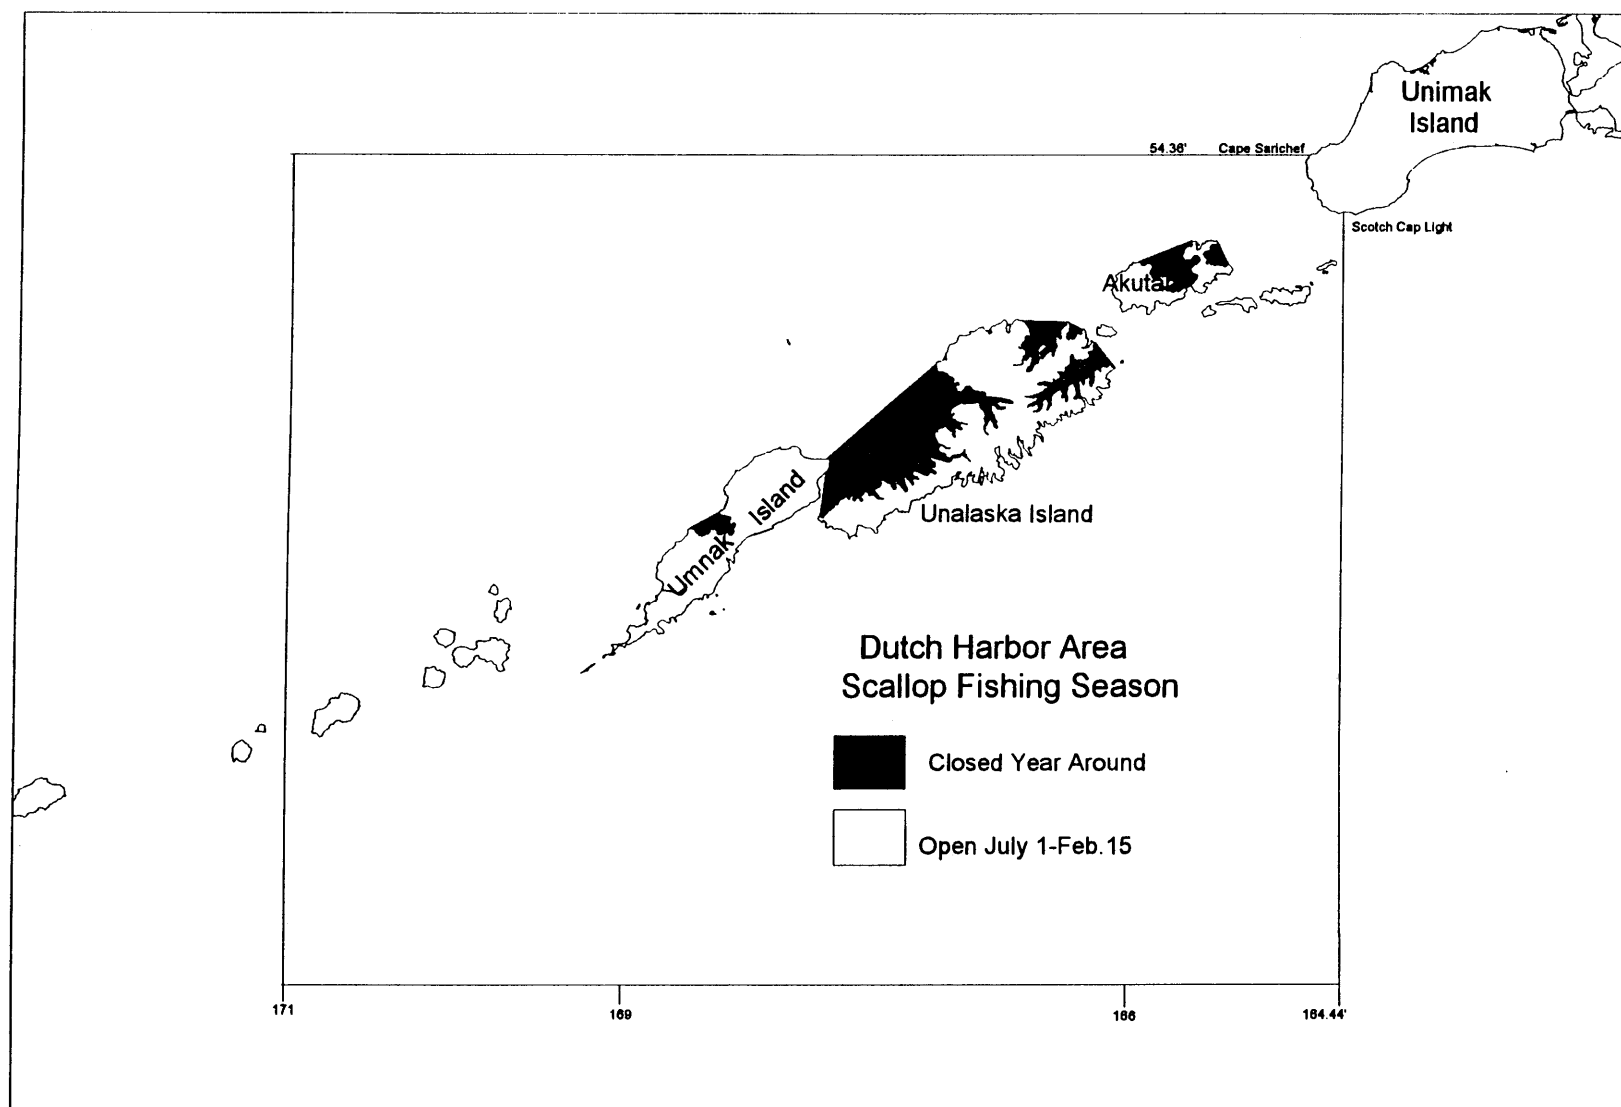 Unimak
Island
54.36'
Cape Sarichef
Scotch Cap Light
Akutan
Unalaska Island
Umnak Island
Dutch Harbor Area
Scallop Fishing Season
Closed Year Around
Open July 1-Feb.15
171
169
166
164.44'